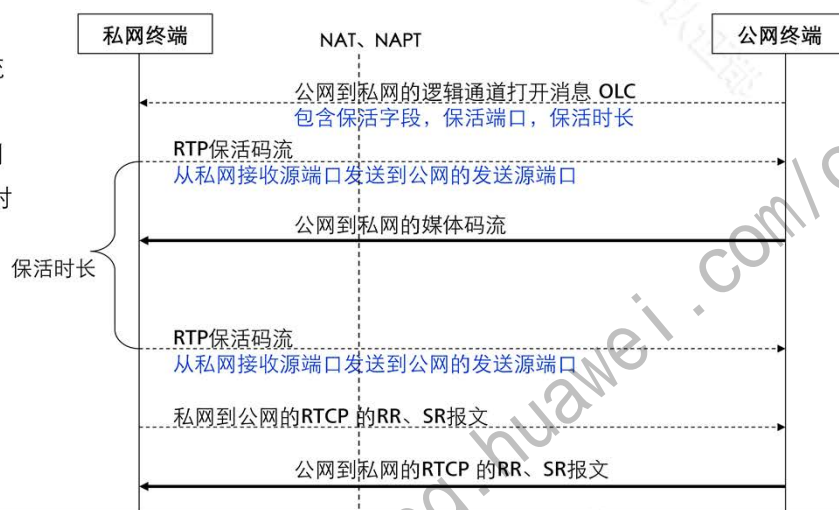 私网终端
NAT、NAPT
公网终端
公网到私网的逻辑通道打开消息 OLC
包含保活字段，保活端口，保活时长
RTP保活码流
从私网接收源端口发送到公网的发送源端口
时
公网到私网的媒体码流
保活时长
RTP保活码流
从私网接收源端口发送到公网的发送源端口
私网到公网的RTCP 的RR、SR报文
公网到私网的RTCP 的RR、SR报文
g.huawei.com/